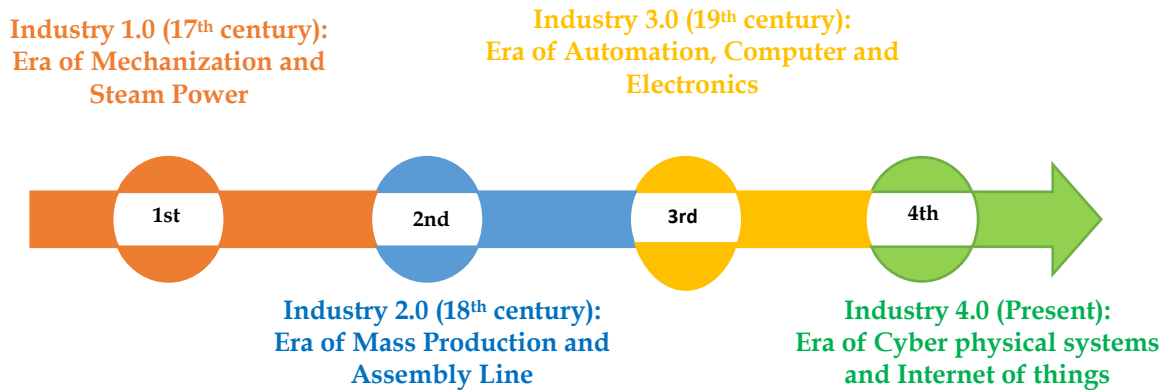 Industry 1.0 (17th century):
Era of Mechanization and
Steam Power
Industry 3.0 (19th century):
Era of Automation, Computer and
Electronics
1st
2nd
3rd
4th
Industry 2.0 (18th century):
Era of Mass Production and
Assembly Line
Industry 4.0 (Present):
Era of Cyber physical systems
and Internet of things